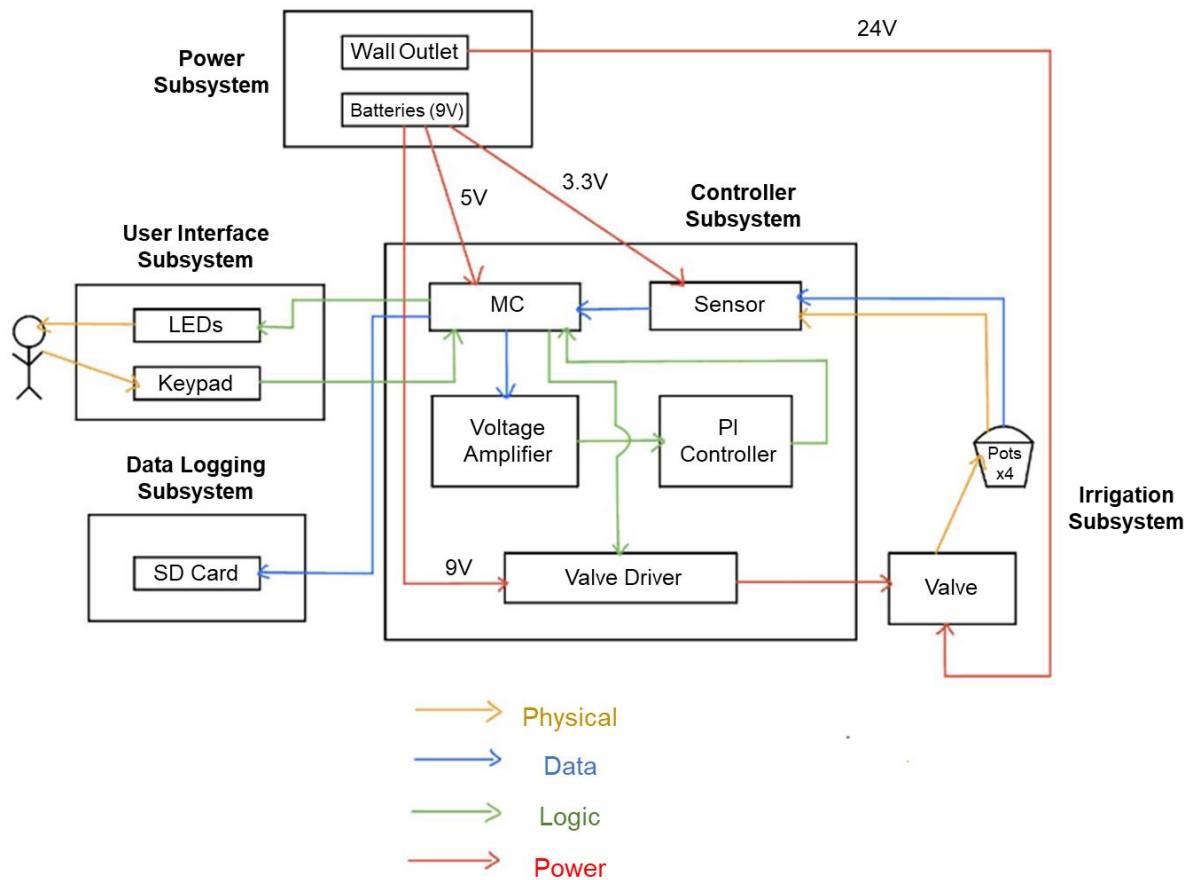 24V
Power
Subsystem
Wall Outlet
Batteries (9V)
5V
3.3V
Controller
Subsystem
User Interface
Subsystem
LEDs
Keypad
MC
Sensor
Voltage
Amplifier
PI
Controller
Pots
x4
Data Logging
Subsystem
SD Card
Irrigation
Subsystem
9V
Valve Driver
Valve
Physical
Data
Logic
Power